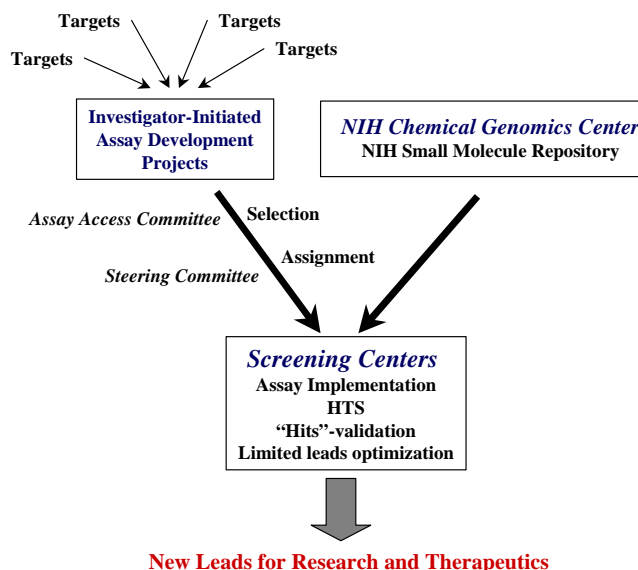 Targets
Targets
Targets
Targets
Investigator-Initiated
Assay Development
Projects
NIH Chemical Genomics Center
NIH Small Molecule Repository
Assay Access Committee
Selection
Steering Committee
Assignment
Screening Centers
Assay Implementation
HTS
“Hits”-validation
Limited leads optimization
New Leads for Research and Therapeutics